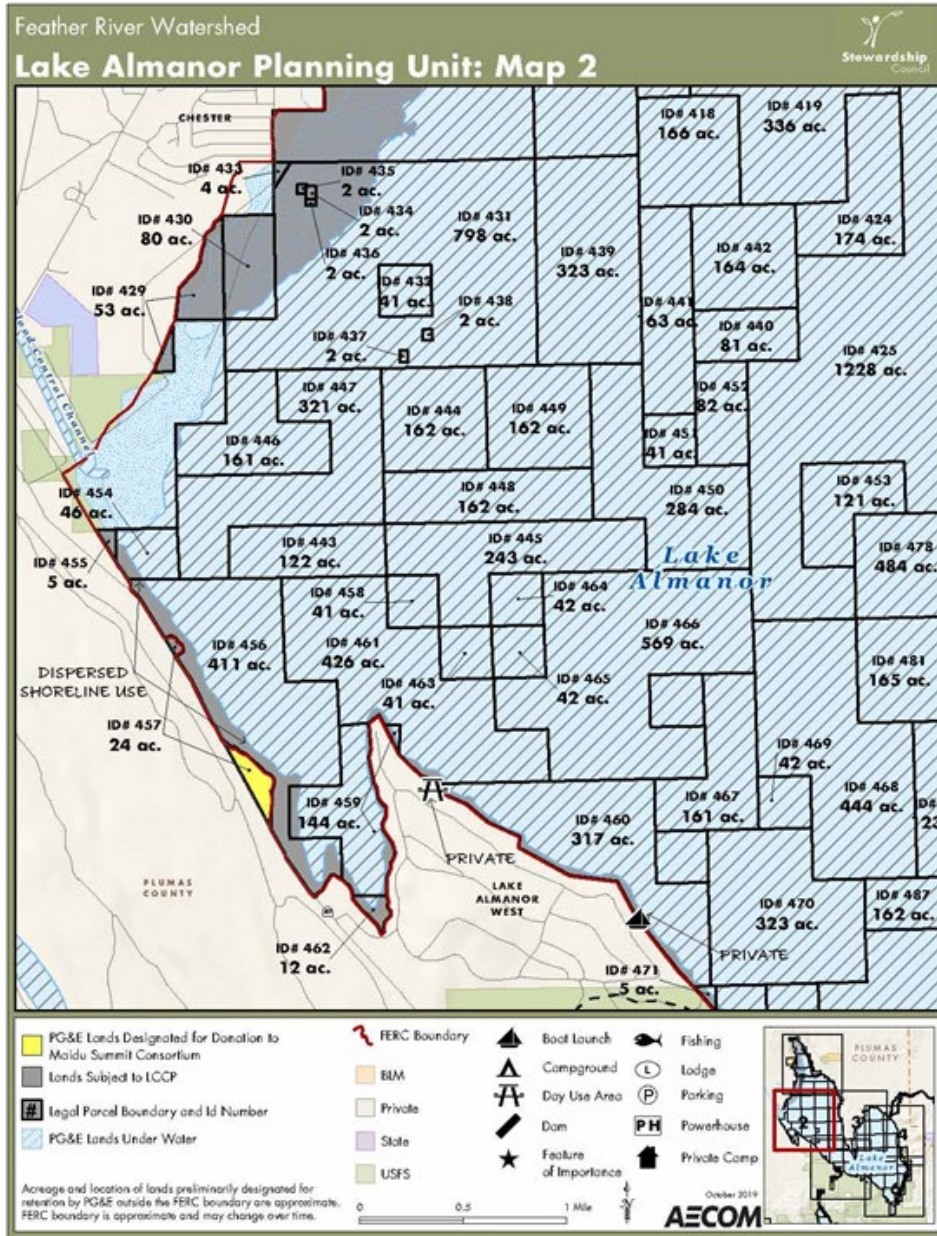 Feather River Watershed
Lake Almanor Planning Unit: Map 2
Stewardship
Council
CHESTER
ID# 418
166 ac.
ID# 419
336 ac.
ID# 433
4 ac.
ID# 435
2 ac.
ID# 434
2 ac.
ID# 431
798 ac.
ID# 424
174 ac.
ID# 430
80 ac.
ID# 436
2 ac.
ID# 439
323 ac.
ID# 442
164 ac.
ID# 429
53 ac.
ID# 432
41 ac.
ID# 438
2 ac.
ID# 441
63 ac.
ID# 440
81 ac.
ID# 437
2 ac.
ID# 425
1228 ac.
Control Channel
ID# 447
321 ac.
ID# 444
162 ac.
ID# 449
162 ac.
ID# 452
82 ac.
ID# 446
161 ac.
ID# 45
41 ac.
ID# 454
46 ac.
ID# 448
162 ac.
ID# 450
284 ac.
ID# 453
121 ac.
ID# 455
5 ac.
ID# 443
122 ac.
ID# 445
243 ac.
Lake
Almanor
ID# 478
484 ac.
ID# 458
41 ac.
ID# 464
42 ac.
ID# 456
411 ac.
ID# 461
426 ac.
ID# 466
569 ac.
DISPERSED
SHORELINE USE
ID# 463
41 ac.
ID# 465
42 ac.
ID# 481
165 ac.
ID# 457
24 ac.
ID# 469
42 ac.
ID# 459
144 ac.
ID# 460
317 ac.
ID# 467
161 ac.
ID# 468
444 ac.
ID#
23
PRIVATE
PLUMAS
COUNTY
LAKE
ALMANOR
WEST
ID# 470
323 ac.
ID# 487
162 ac.
ID# 462
12 ac.
PRIVATE
ID# 471
5 ac.
PG&E Lands Designated for Donation to
Maidu Summit Consortium
Lands Subject to LCCP
# Legal Parcel Boundary and Id Number
PG&E Lands Under Water
FERC Boundary
BLM
Private
State
USFS
Boat Launch
Campground
Day Use Area
Dam
Feature
of Importance
Fishing
L Lodge
P Parking
PH Powerhouse
Private Camp
Acreage and location of lands preliminarily designated for
retention by PG&E outside the FERC boundary are approximate.
FERC boundary is approximate and may change over time.
0 0.5 1 Mile
October 2019
AECOM
PLUMAS
COUNTY
2
3
4
Lake
Almanor